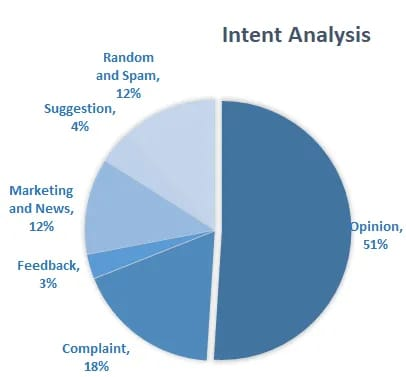 Intent Analysis
Random
and Spam,
12%
Suggestion,
4%
Marketing
and News,
12%
Feedback,
3%
Complaint,
18%
Opinion,
51%